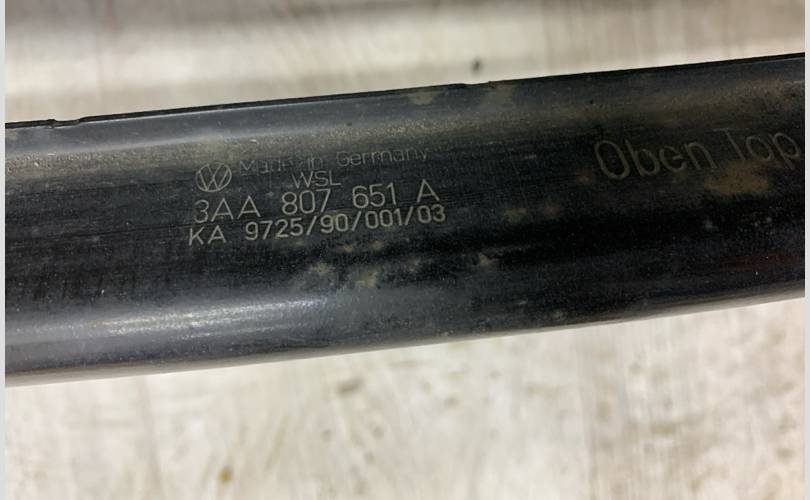 Made in Germany
WSL
3AA 807 651 A
KA 9725/90/001/03
Oben Top